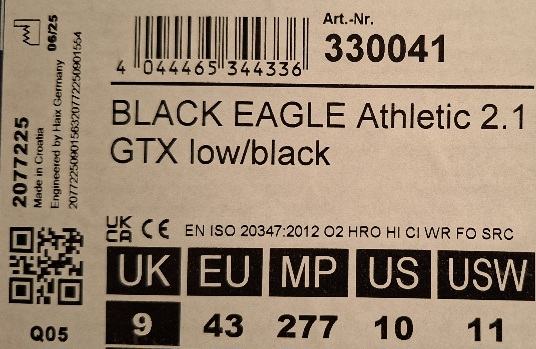 06/25
2077225
Made in Croatia
Engineered by Haix Germany
2077225090156320772250901554
Q05
Art.-Nr.
330041
4 044465 344336
BLACK EAGLE Athletic 2.1
GTX low/black
UK CA CE EN ISO 20347:2012 O2 HRO HI CI WR FO SRC
UK EU MP US USW
9 43 277 10 11